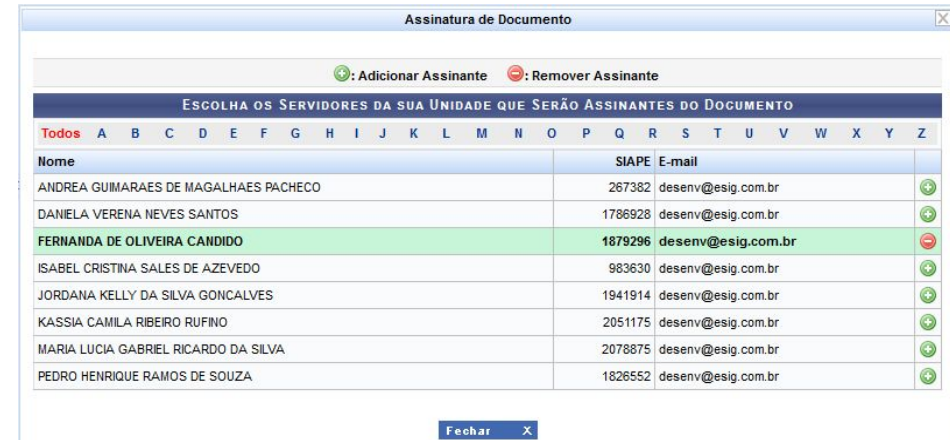 Assinatura de Documento
: Adicionar Assinante : Remover Assinante
ESCOLHA OS SERVIDORES DA SUA UNIDADE QUE SERÃO ASSINANTES DO DOCUMENTO
Todos A B C D E F G H I J K L M N O P Q R S T U V W X Y Z
Nome SIAPE E-mail
ANDREA GUIMARAES DE MAGALHAES PACHECO 267382 desenv@esig.com.br
DANIELA VERENA NEVES SANTOS 1786928 desenv@esig.com.br
FERNANDA DE OLIVEIRA CANDIDO 1879296 desenv@esig.com.br
ISABEL CRISTINA SALES DE AZEVEDO 983630 desenv@esig.com.br
JORDANA KELLY DA SILVA GONCALVES 1941914 desenv@esig.com.br
KASSIA CAMILA RIBEIRO RUFINO 2051175 desenv@esig.com.br
MARIA LUCIA GABRIEL RICARDO DA SILVA 2078875 desenv@esig.com.br
PEDRO HENRIQUE RAMOS DE SOUZA 1826552 desenv@esig.com.br
Fechar X